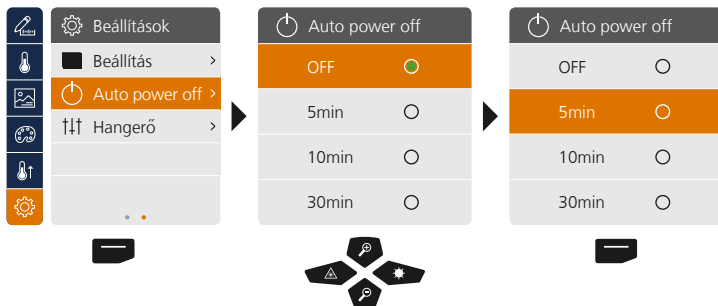 Beállítások
Beállítás
Auto power off
Hangerő
Auto power off
OFF
5min
10min
30min
Auto power off
OFF
5min
10min
30min